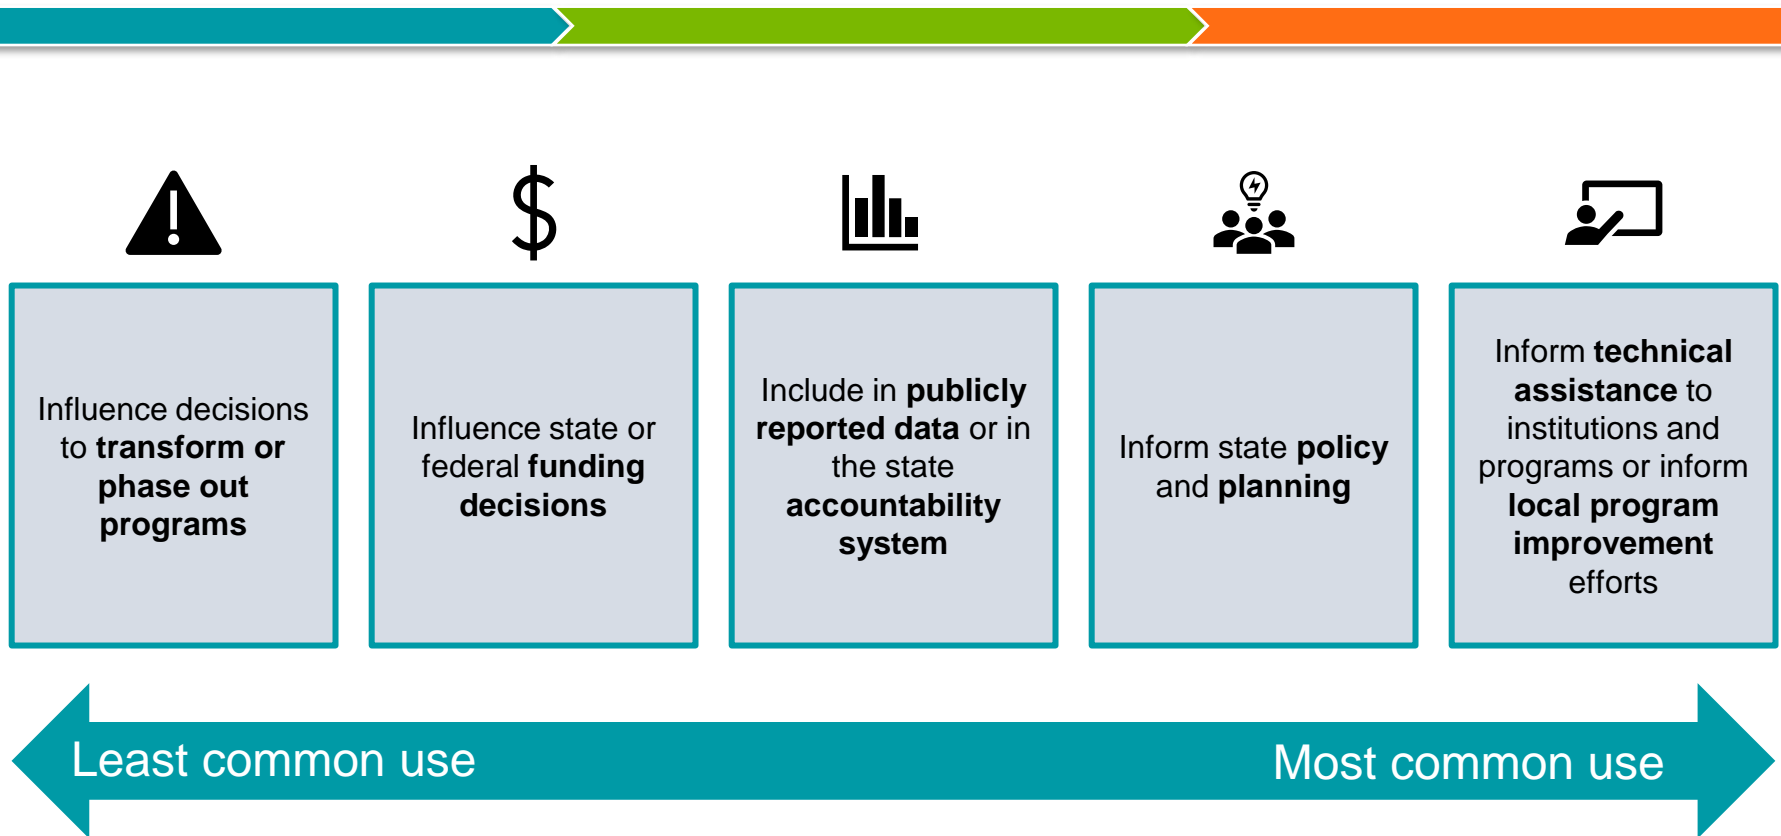 Influence decisions
to transform or
phase out
programs
Influence state or
federal funding
decisions
Include in publicly
reported data or in
the state
accountability
system
Inform state policy
and planning
Inform technical
assistance to
institutions and
programs or inform
local program
improvement
efforts
Least common use
Most common use